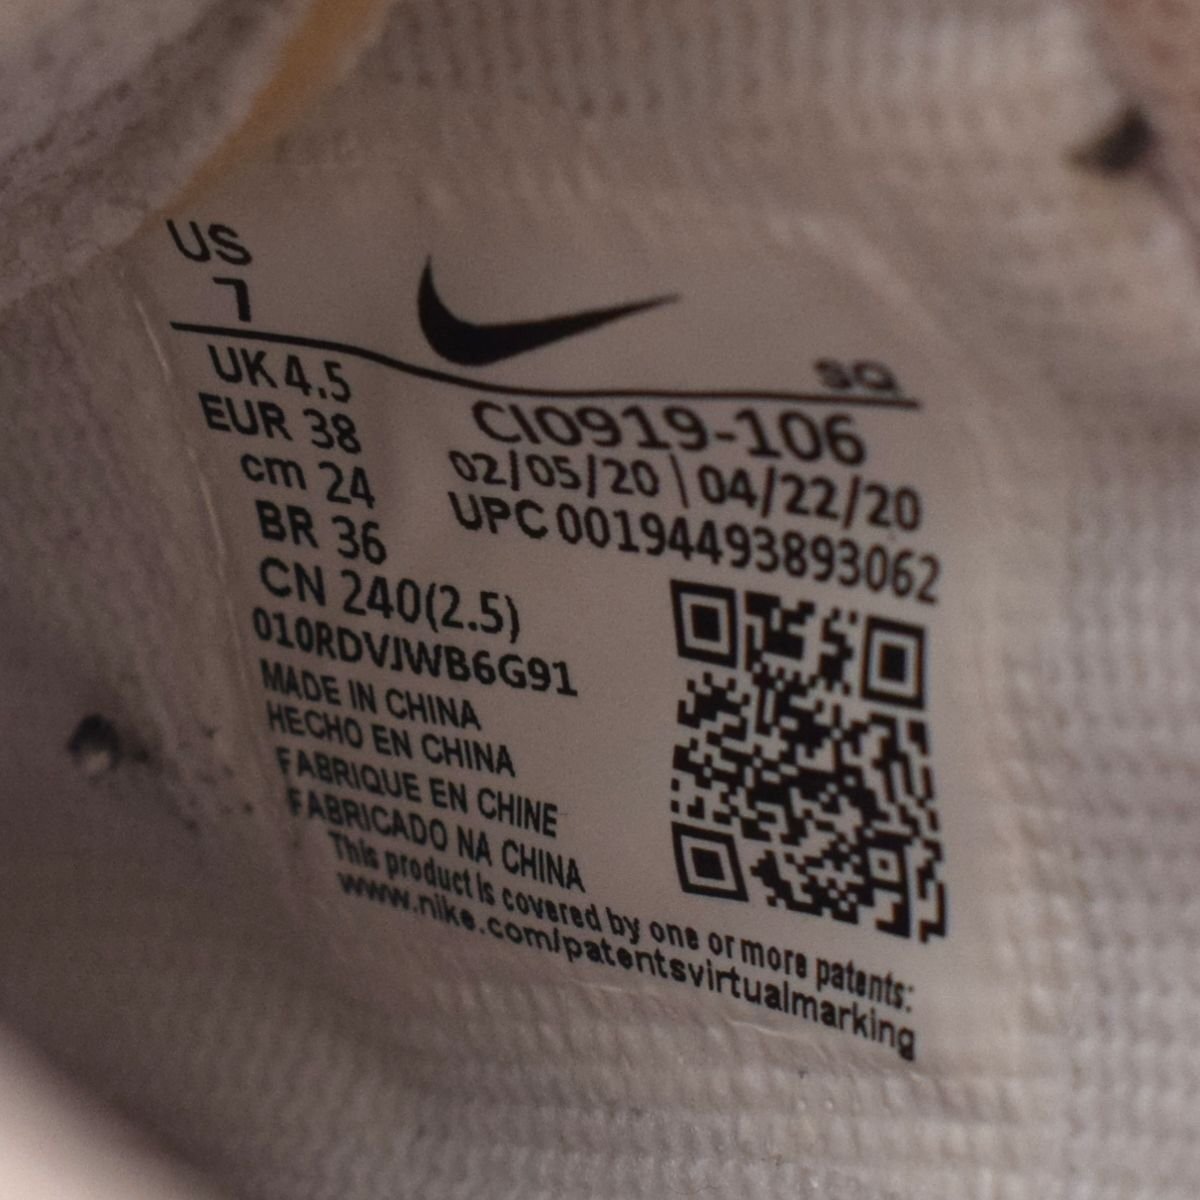 US
7
SQ
UK 4.5
EUR 38
cm 24
BR 36
CN 240(2.5)
CI0919-106
02/05/20 \ 04/22/20
UPC 00194493893062
010RDVJWB6G91
MADE IN CHINA
HECHO EN CHINA
FABRIQUE EN CHINE
FABRICADO NA CHINA
This product is covered by one or more patents:
www.nike.com/patentsvirtualmarking